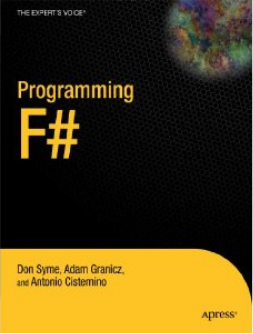 THE EXPERT'S VOICE®
Programming
F#
Don Syme, Adam Granicz,
and Antonio Cisternino
Apress®